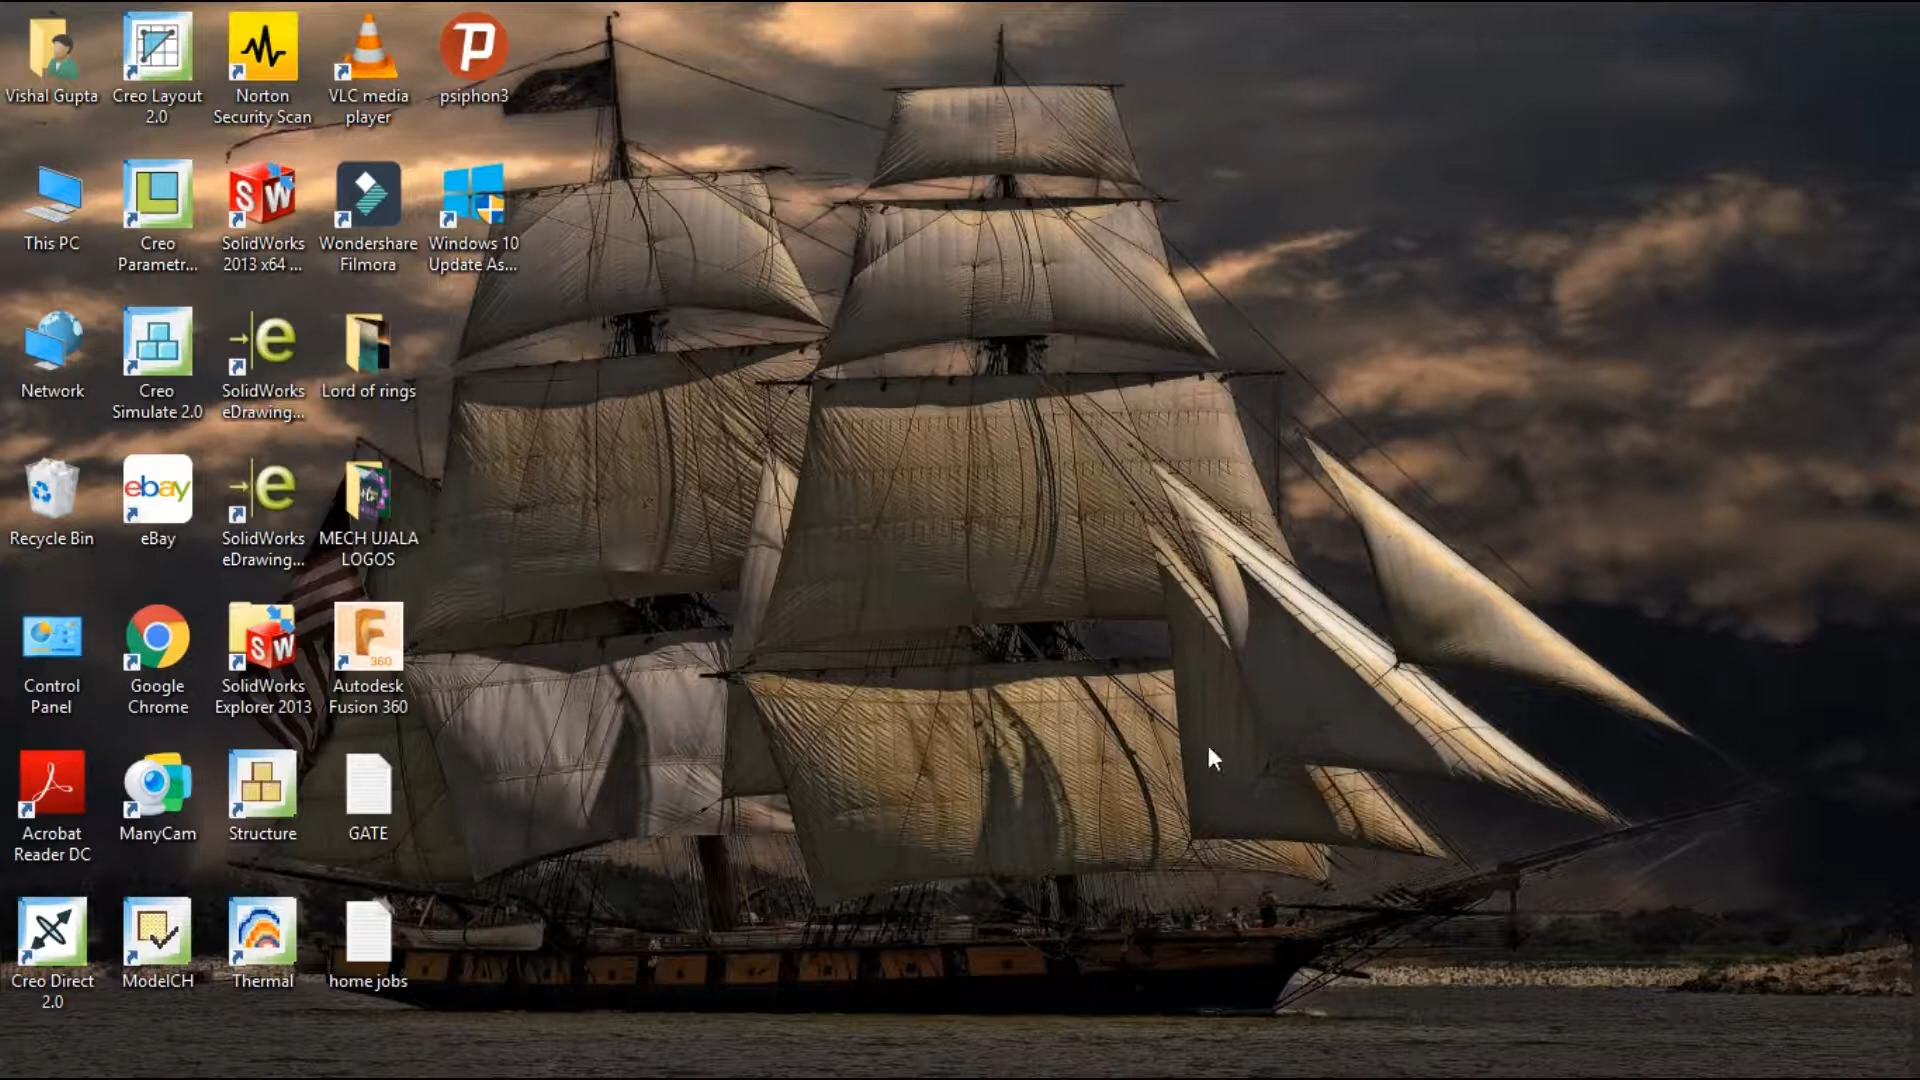 Vishal Gupta
Creo Layout
2.0
Norton
Security Scan
VLC media
player
psiphon3
This PC
Creo
Parametr...
SolidWorks
2013 x64 ...
Wondershare
Filmora
Windows 10
Update As...
Network
Creo
Simulate 2.0
SolidWorks
eDrawing...
Lord of rings
Recycle Bin
ebay
eBay
SolidWorks
eDrawing...
MECH UJALA
LOGOS
Control
Panel
Google
Chrome
SolidWorks
Explorer 2013
360
Autodesk
Fusion 360
Acrobat
Reader DC
ManyCam
Structure
GATE
Creo Direct
2.0
ModelCH
Thermal
home jobs